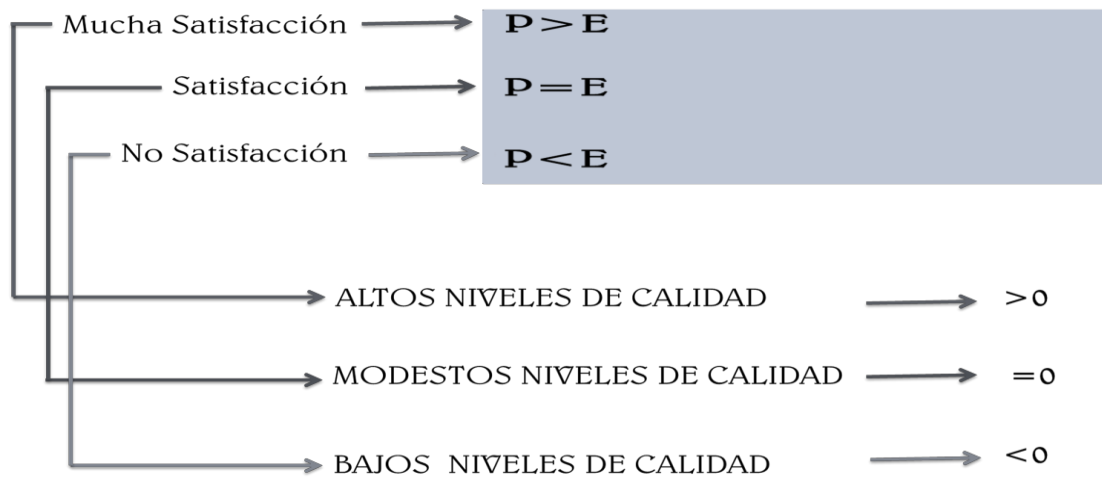 Mucha Satisfacción P > E
Satisfacción P = E
No Satisfacción P < E
ALTOS NIVELES DE CALIDAD >0
MODESTOS NIVELES DE CALIDAD =0
BAJOS NIVELES DE CALIDAD <0